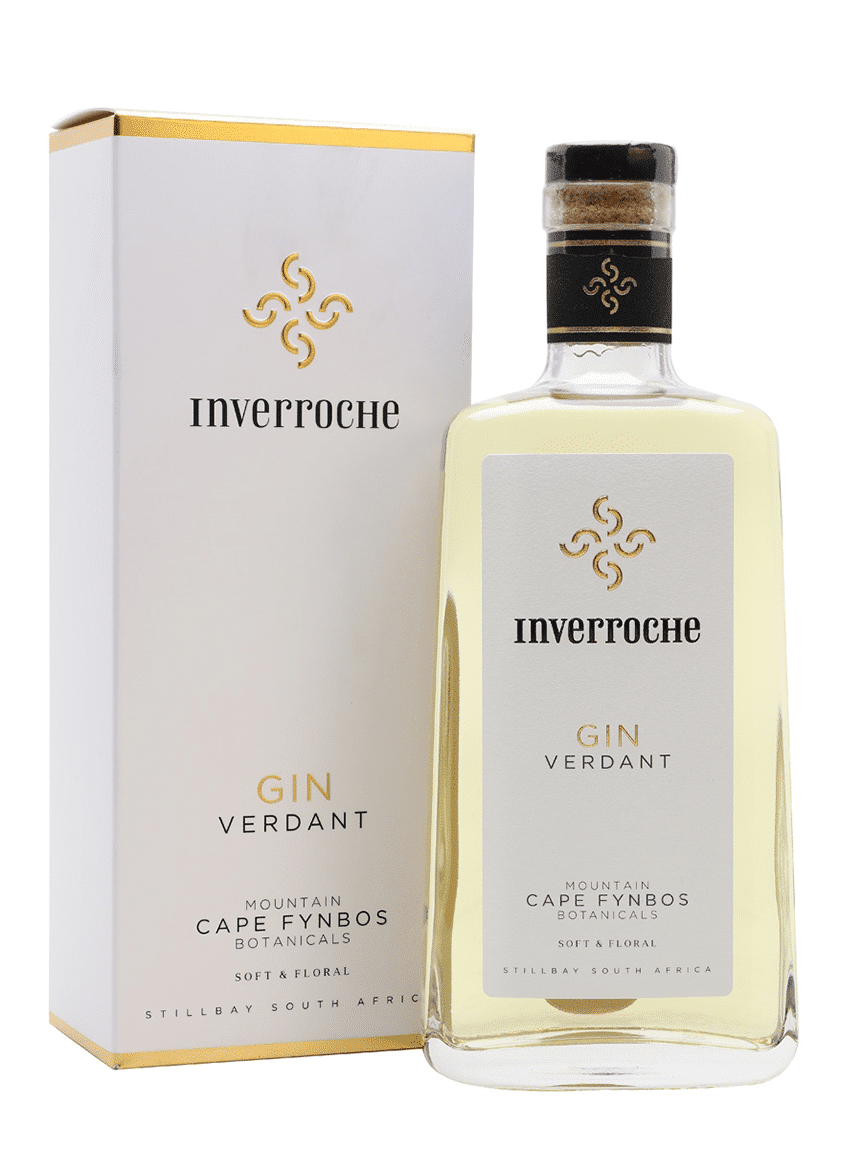 INVERROCHE
GIN
VERDANT
MOUNTAIN
CAPE FYNBOS
BOTANICALS
SOFT & FLORAL
STILLBAY SOUTH AFRIC
INVERROCHE
GIN
VERDANT
MOUNTAIN
CAPE FYNBOS
BOTANICALS
SOFT & FLORAL
STILLBAY SOUTH AFRICA